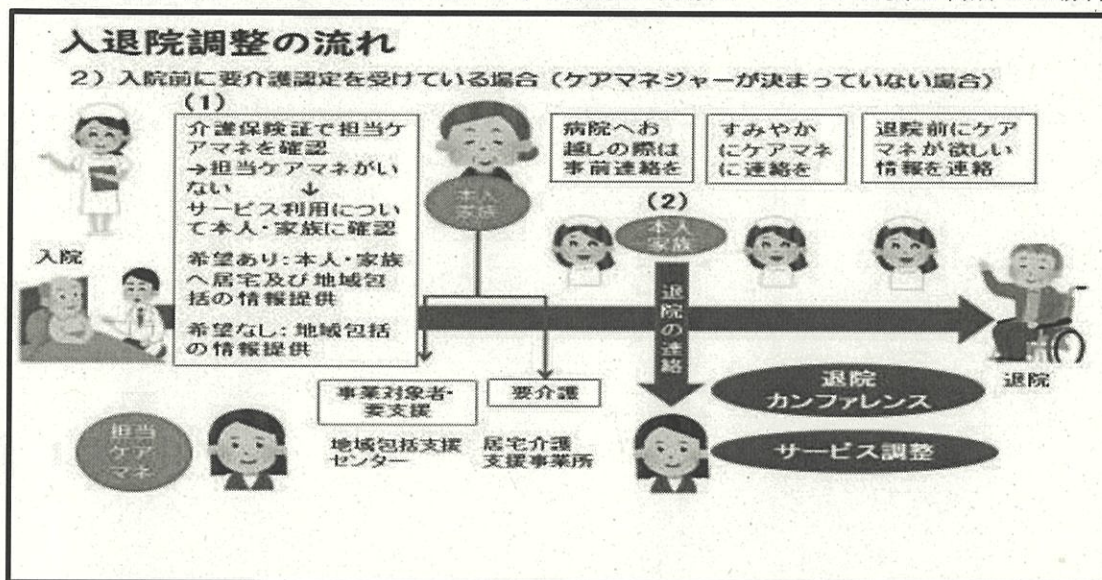 入退院調整の流れ
2）入院前に要介護認定を受けている場合（ケアマネジャーが決まっていない場合）
(1)
介護保険証で担当ケ
アマネを確認
→担当ケアマネがい
ない　↓
サービス利用につい
て本人・家族に確認
希望あり：本人・家族
へ居宅及び地域包
括の情報提供
希望なし：地域包括
の情報提供
本人
家族
病院へお
越しの際は
事前連絡を
すみやか
にケアマネ
に連絡を
退院前にケア
マネが欲しい
情報を連絡
(2)
本人
家族
入院
退院の連絡
退院
事業対象者・
要支援
要介護
地域包括支援
センター
居宅介護
支援事業所
担当
ケア
マネ
退院
カンファレンス
サービス調整